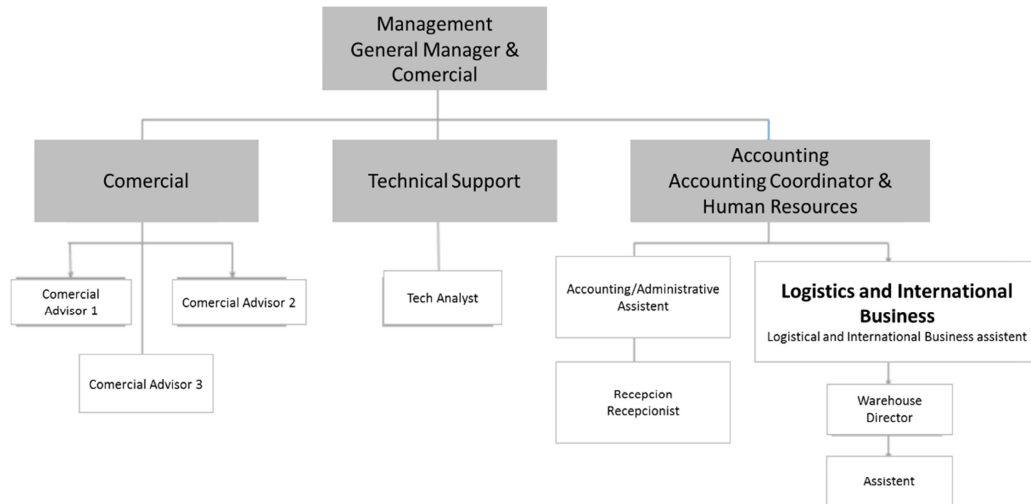 Management
General Manager &
Comercial
Comercial
Technical Support
Accounting
Accounting Coordinator &
Human Resources
Comercial
Advisor 1
Comercial Advisor 2
Comercial Advisor 3
Tech Analyst
Accounting/Administrative
Assistent
Recepcion
Recepcionist
Logistics and International
Business
Logistical and International Business assistent
Warehouse
Director
Assistent